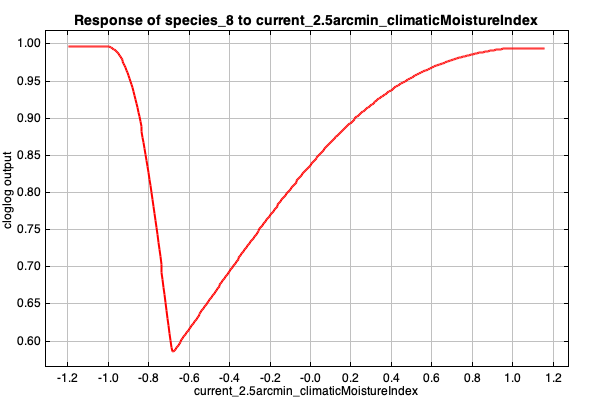 Response of species_8 to current_2.5arcmin_climaticMoistureIndex
cloglog output
1.00
0.95
0.90
0.85
0.80
0.75
0.70
0.65
0.60
-1.2 -1.0 -0.8 -0.6 -0.4 -0.2 -0.0 0.2 0.4 0.6 0.8 1.0 1.2
current_2.5arcmin_climaticMoistureIndex